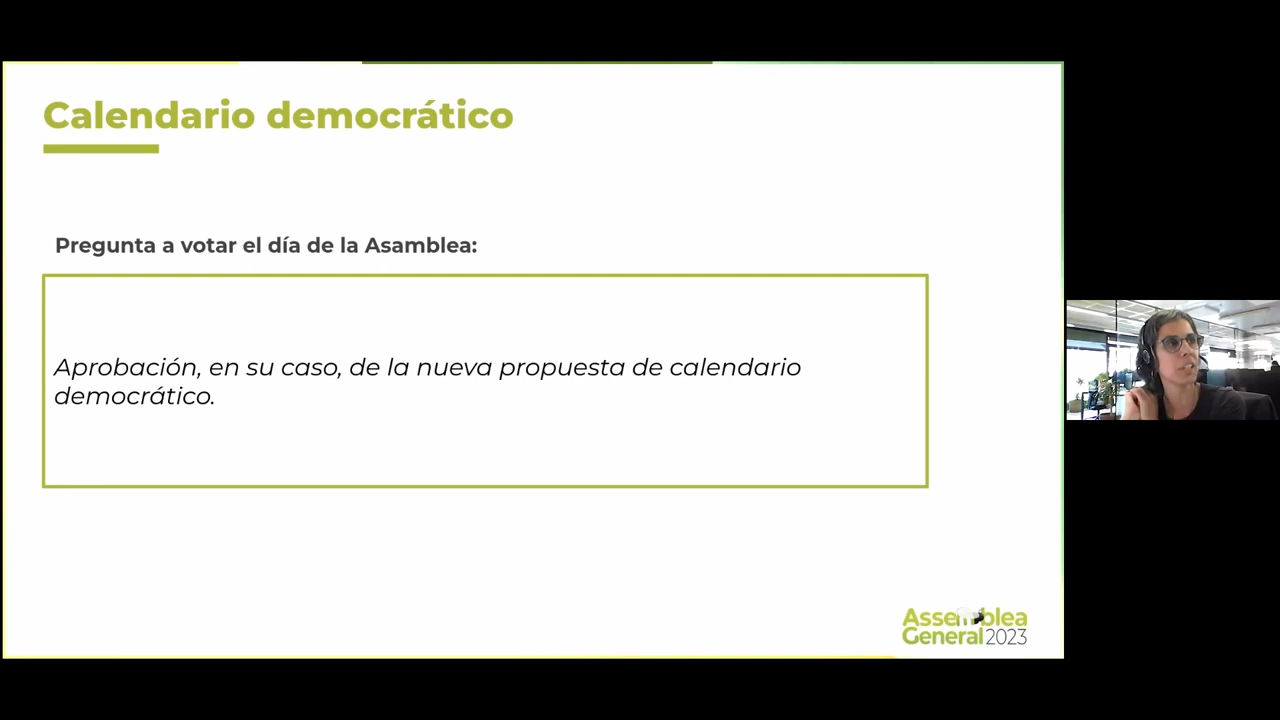 Calendario democrático
Pregunta a votar el día de la Asamblea:
Aprobación, en su caso, de la nueva propuesta de calendario
democrático.
Assemblea
General 2023